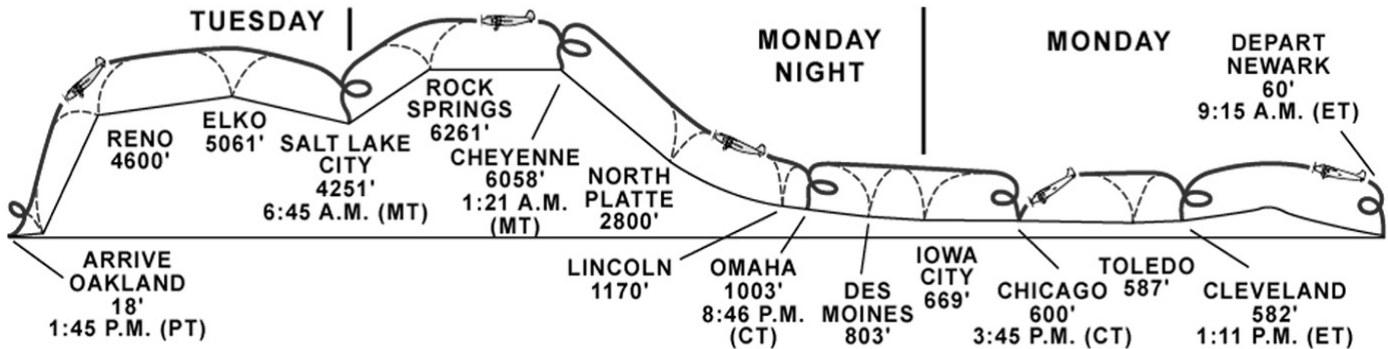 TUESDAY
MONDAY
NIGHT
MONDAY
DEPART
NEWARK
60'
9:15 A.M. (ET)
RENO
4600'
ELKO
5061'
SALT LAKE
CITY
4251'
6:45 A.M. (MT)
ROCK
SPRINGS
6261'
CHEYENNE
6058'
1:21 A.M.
(MT)
NORTH
PLATTE
2800'
ARRIVE
OAKLAND
18'
1:45 P.M. (PT)
LINCOLN
1170'
OMAHA
1003'
8:46 P.M.
(CT)
DES
MOINES
803'
IOWA
CITY
669'
CHICAGO
600'
3:45 P.M. (CT)
TOLEDO
587'
CLEVELAND
582'
1:11 P.M. (ET)